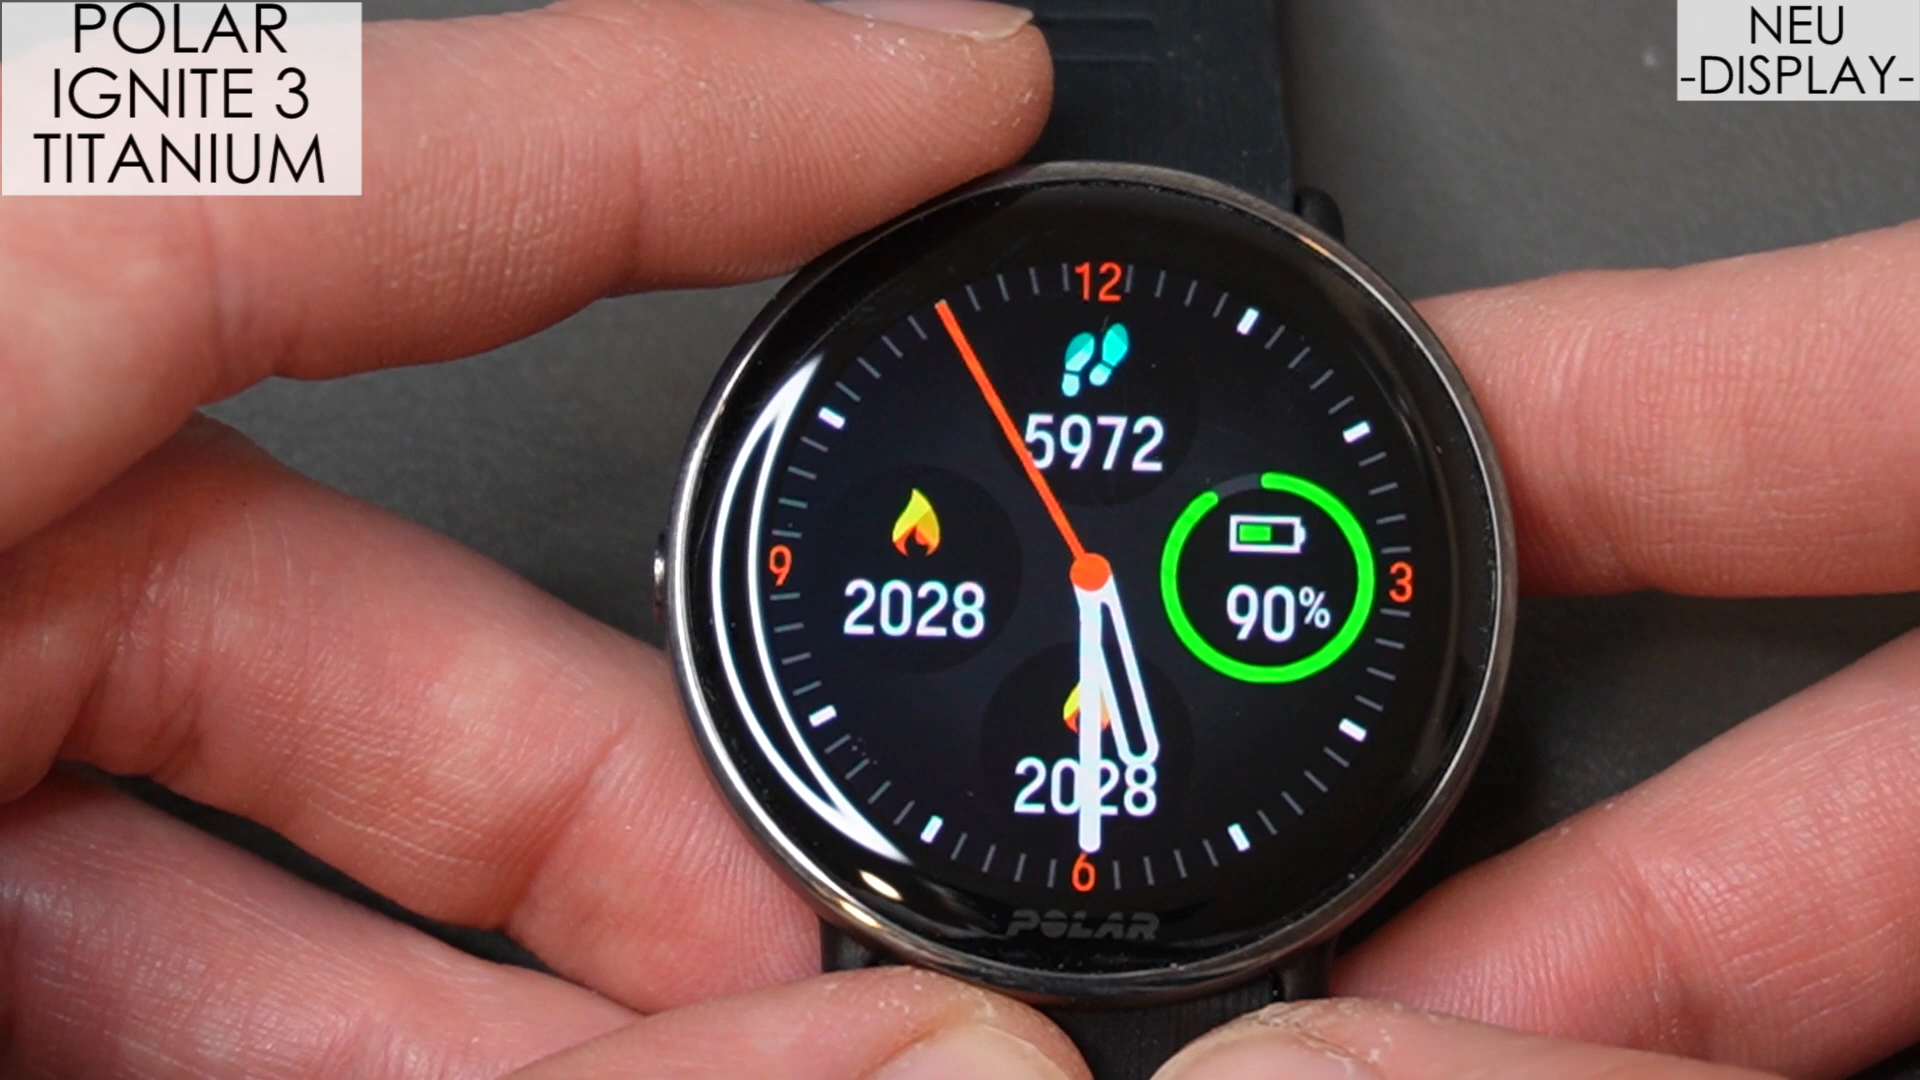 POLAR
IGNITE 3
TITANIUM
NEU
-DISPLAY-
12
5972
9
2028
90%
3
2028
6
POLAR